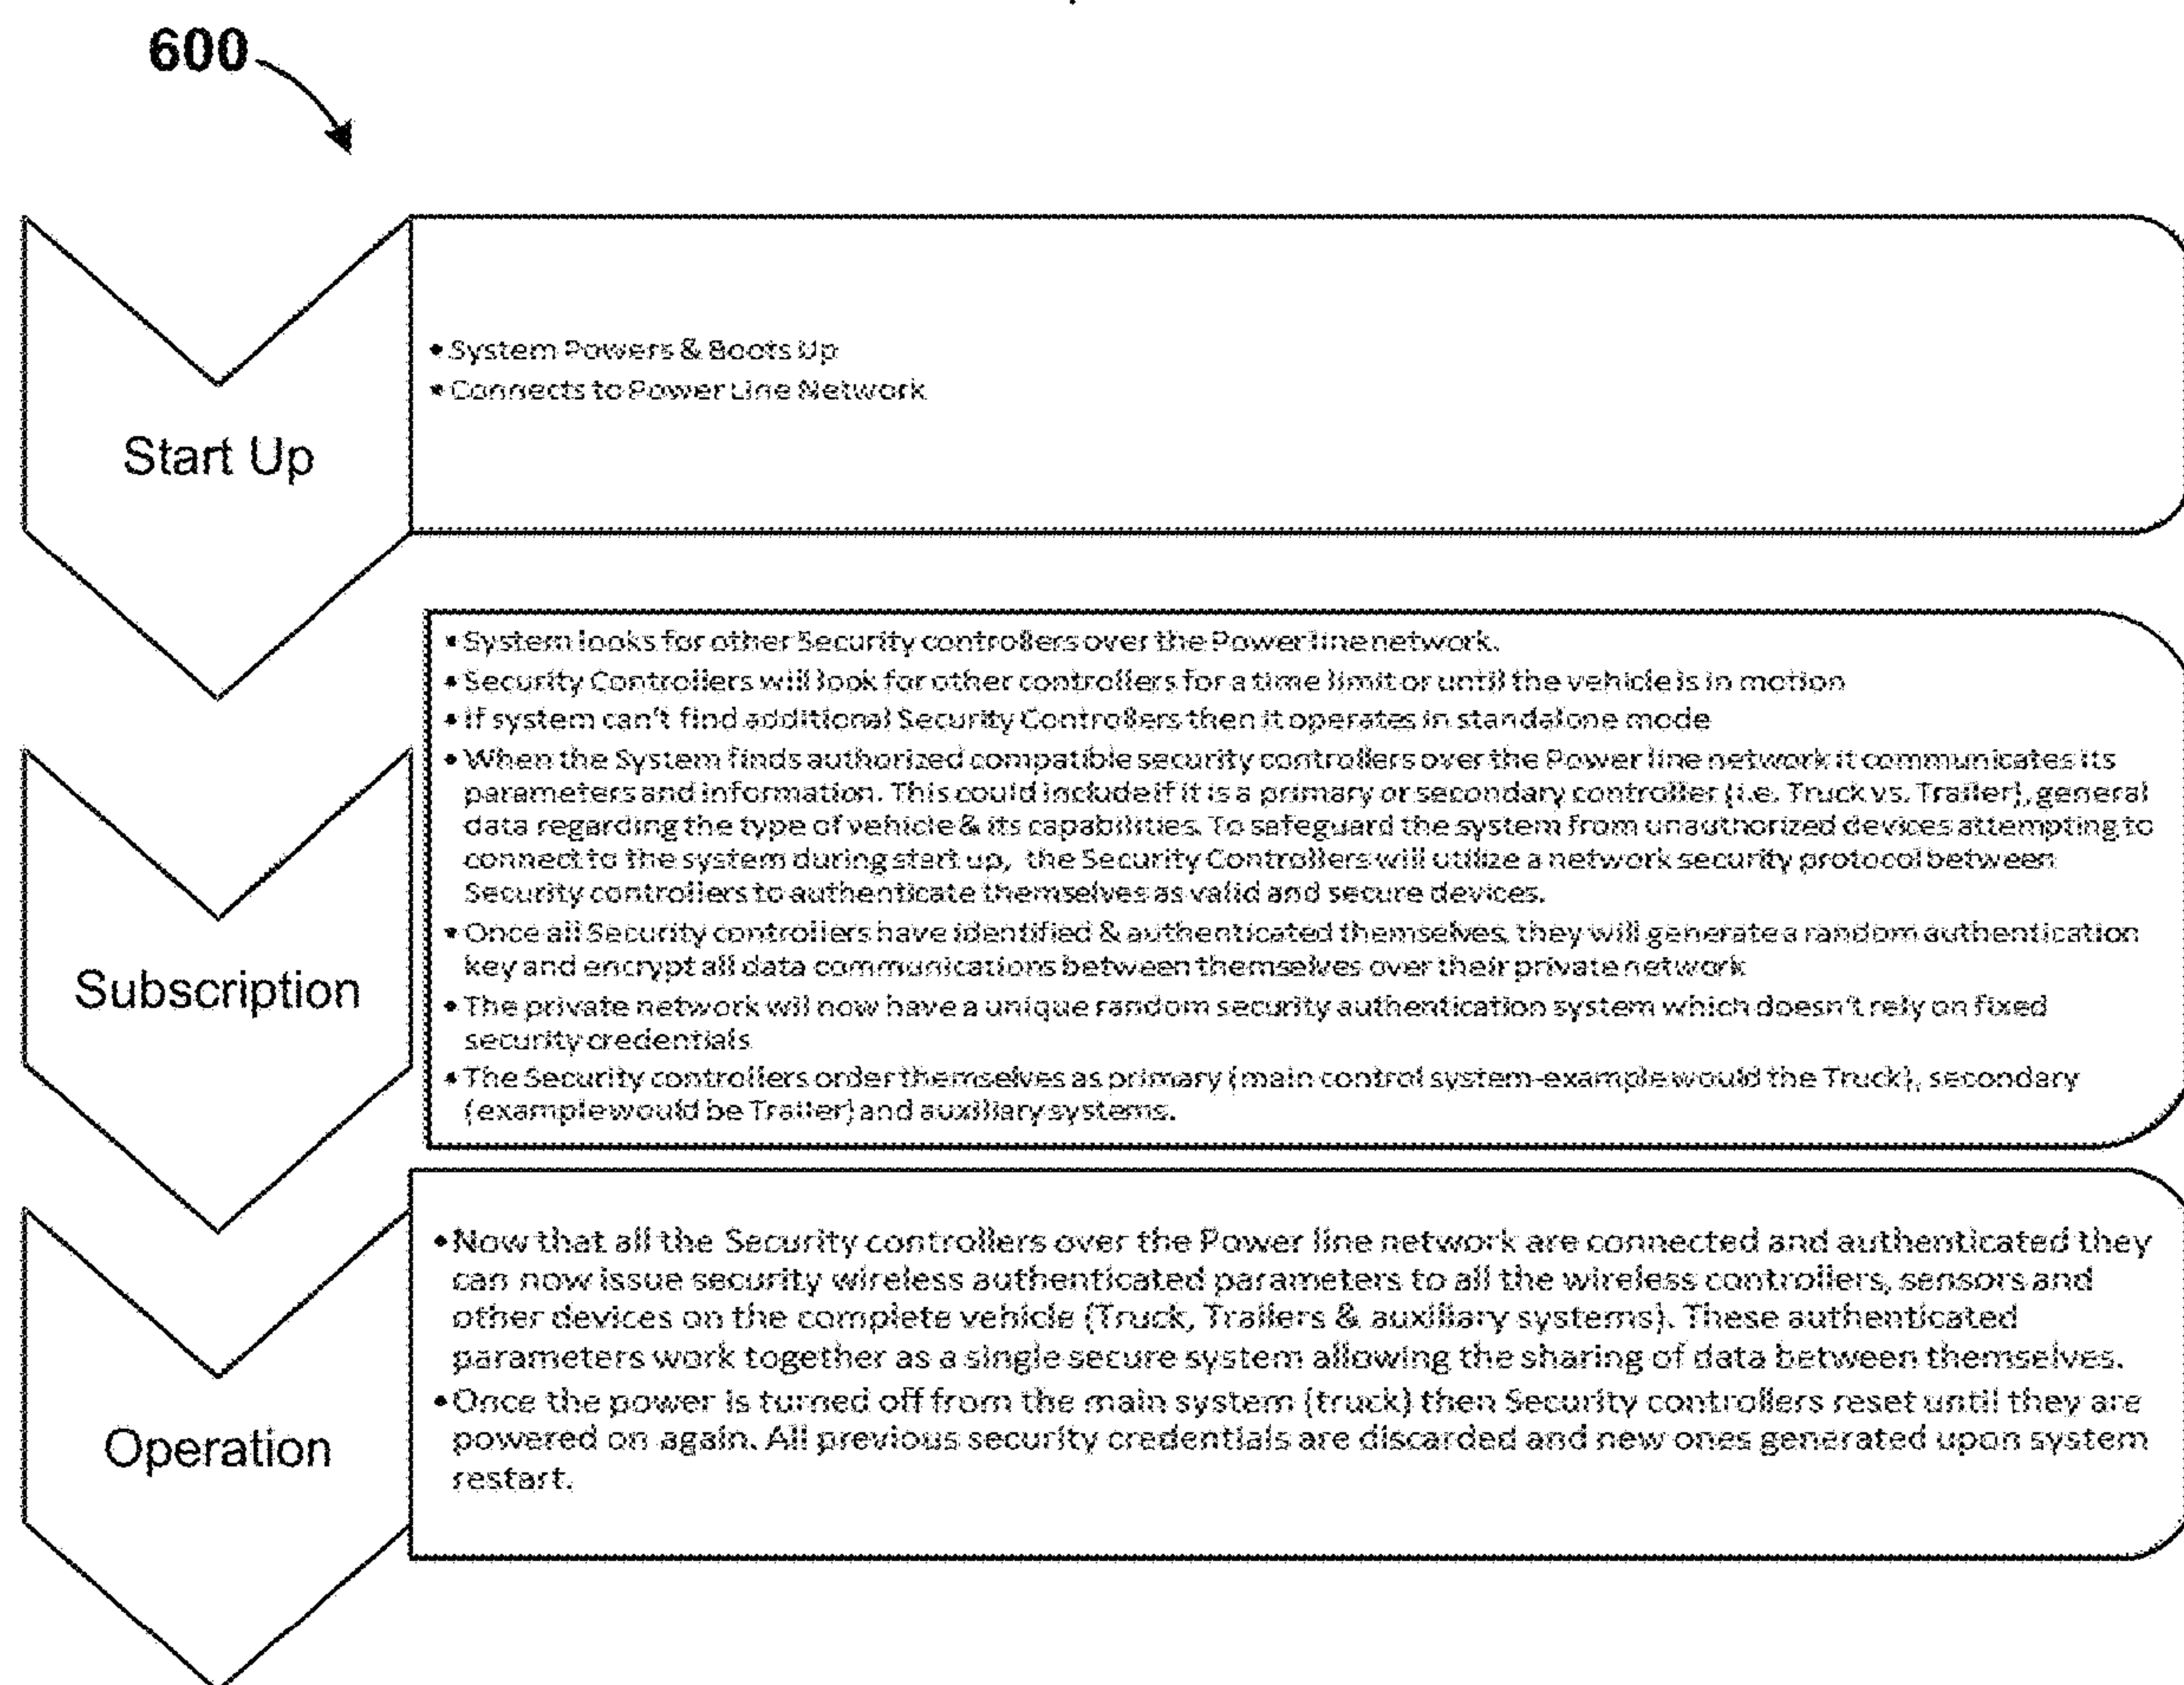 600
Start Up
• System Powers & Boots Up
• Connects to Power Line Network
Subscription
• System looks for other Security controllers over the Power line network.
• Security Controllers will look for other controllers for a time limit or until the vehicle is in motion
• If system can't find additional Security Controllers then it operates in standalone mode
• When the System finds authorized compatible security controllers over the Power line network it communicates its
parameters and information. This could include if it is a primary or secondary controller (i.e. Truck vs. Trailer), general
data regarding the type of vehicle & its capabilities. To safeguard the system from unauthorized devices attempting to
connect to the system during start up, the Security Controllers will utilize a network security protocol between
Security controllers to authenticate themselves as valid and secure devices.
• Once all Security controllers have identified & authenticated themselves, they will generate a random authentication
key and encrypt all data communications between themselves over their private network
• The private network will now have a unique random security authentication system which doesn't rely on fixed
security credentials
• The Security controllers order themselves as primary (main control system-example would the Truck), secondary
(example would be Trailer) and auxiliary systems.
Operation
• Now that all the Security controllers over the Power line network are connected and authenticated they
can now issue security wireless authenticated parameters to all the wireless controllers, sensors and
other devices on the complete vehicle (Truck, Trailers & auxiliary systems). These authenticated
parameters work together as a single secure system allowing the sharing of data between themselves.
• Once the power is turned off from the main system (truck) then Security controllers reset until they are
powered on again. All previous security credentials are discarded and new ones generated upon system
restart.